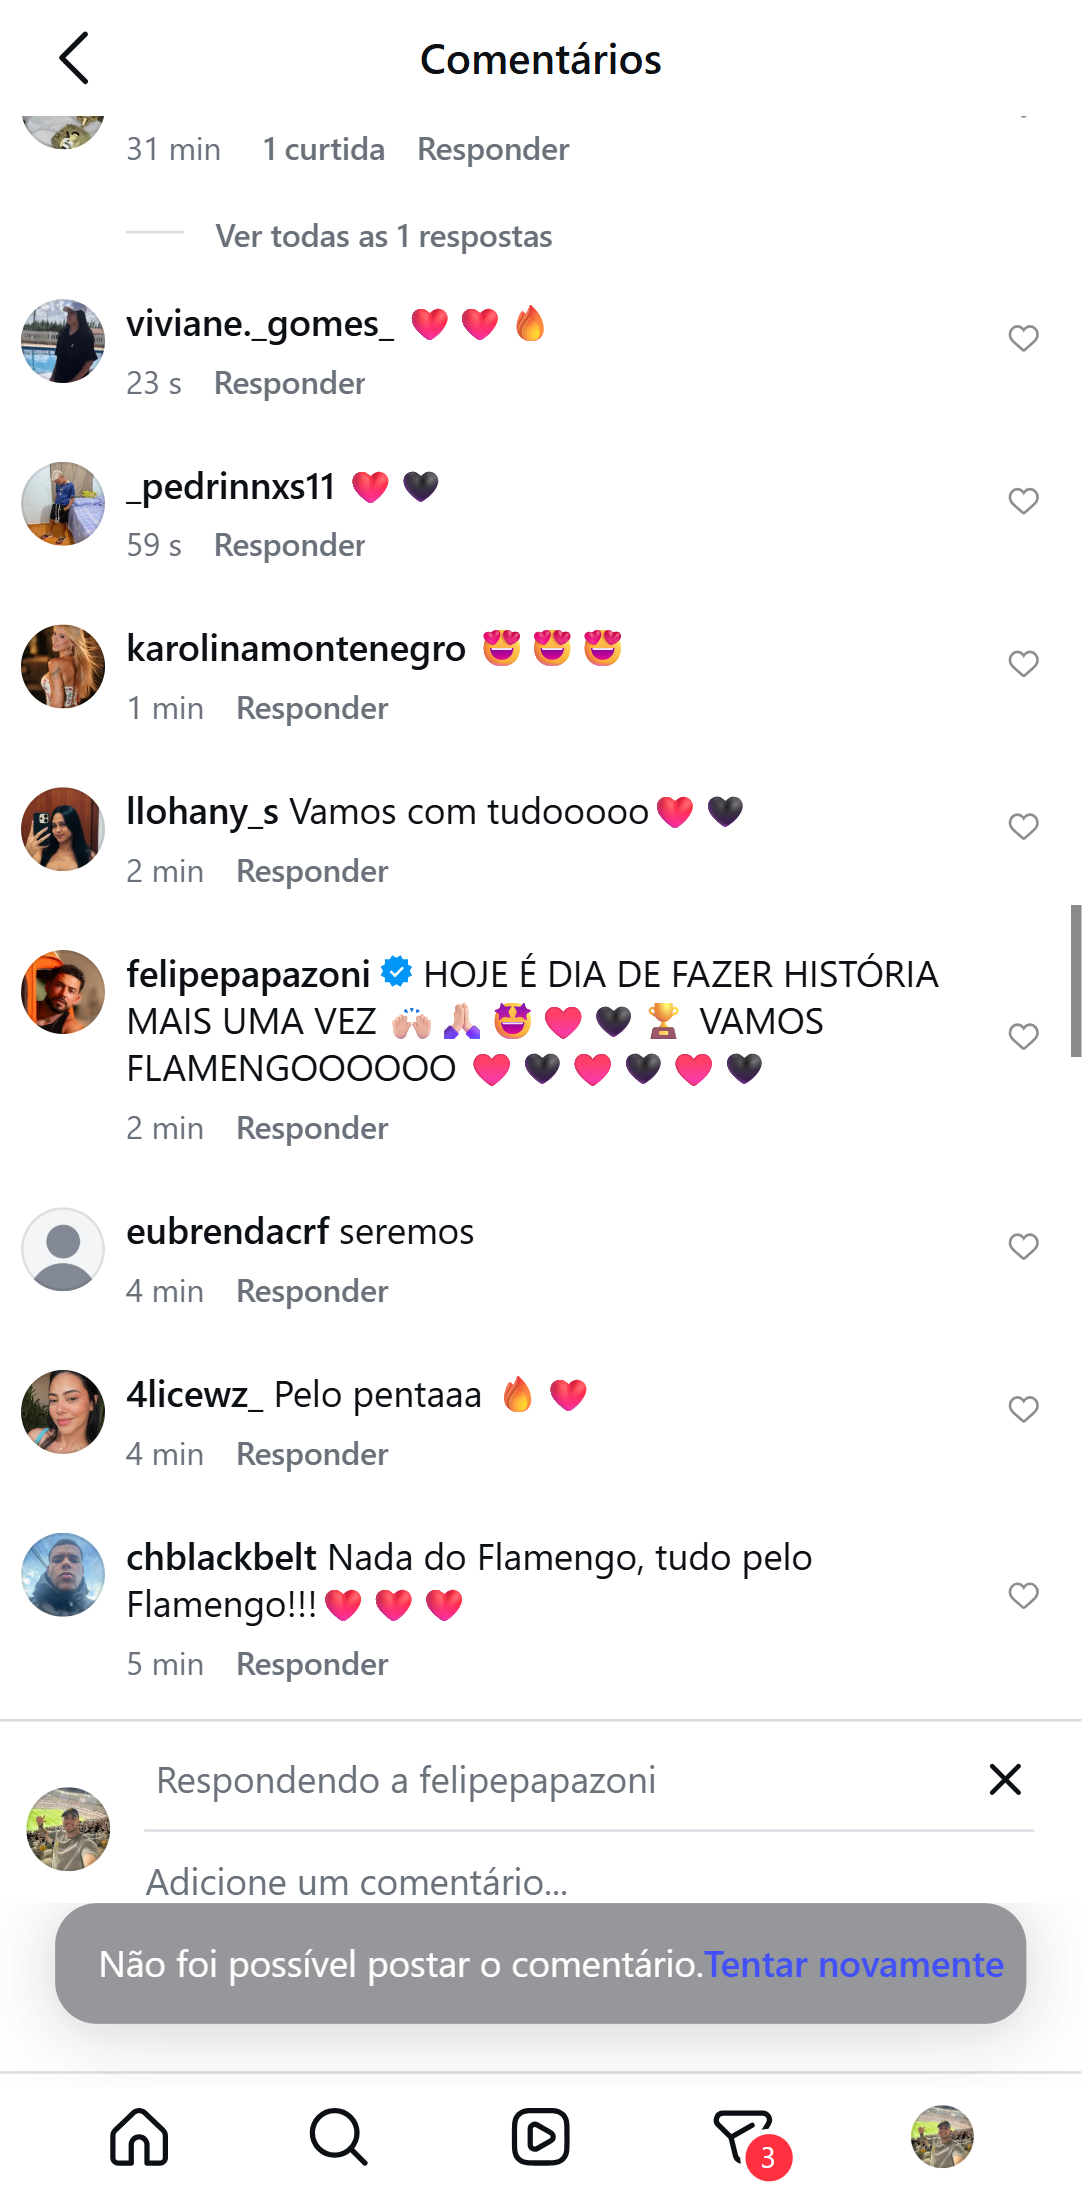 Comentários
31 min 1 curtida Responder
Ver todas as 1 respostas
viviane._gomes_ ❤️❤️🔥
23 s Responder
_pedrinnxs11 ❤️🖤
59 s Responder
karolinamontenegro 😍😍😍
1 min Responder
llohany_s Vamos com tudooooo❤️🖤
2 min Responder
felipepapazoni HOJE É DIA DE FAZER HISTÓRIA
MAIS UMA VEZ 🙌🏻🙏🏻🤩❤️🖤🏆 VAMOS
FLAMENGOOOOOO ❤️🖤❤️🖤❤️🖤
2 min Responder
eubrendacrf seremos
4 min Responder
4licewz_ Pelo pentaaa 🔥❤️
4 min Responder
chblackbelt Nada do Flamengo, tudo pelo
Flamengo!!!❤️❤️❤️
5 min Responder
Respondendo a felipepapazoni
Adicione um comentário...
Não foi possível postar o comentário.Tentar novamente
3